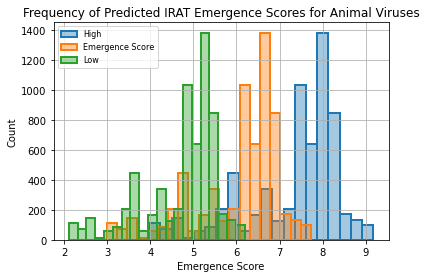 Frequency of Predicted IRAT Emergence Scores for Animal Viruses
High
Emergence Score
Low
1400
1200
1000
800
600
400
200
0
Count
2 3 4 5 6 7 8 9
Emergence Score